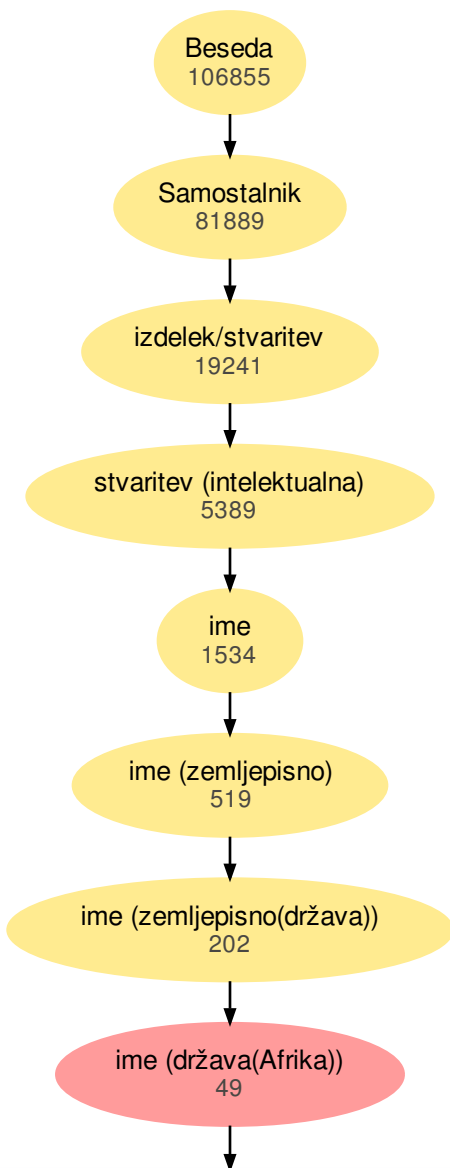 Beseda
106855
Samostalnik
81889
izdelek/stvaritev
19241
stvaritev (intelektualna)
5389
ime
1534
ime (zemljepisno)
519
ime (zemljepisno(država))
202
ime (država(Afrika))
49